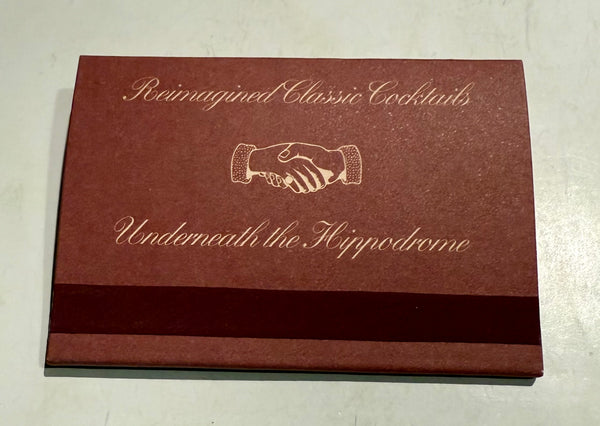 Reimagined Classic Cocktails
Underneath the Hippodrome